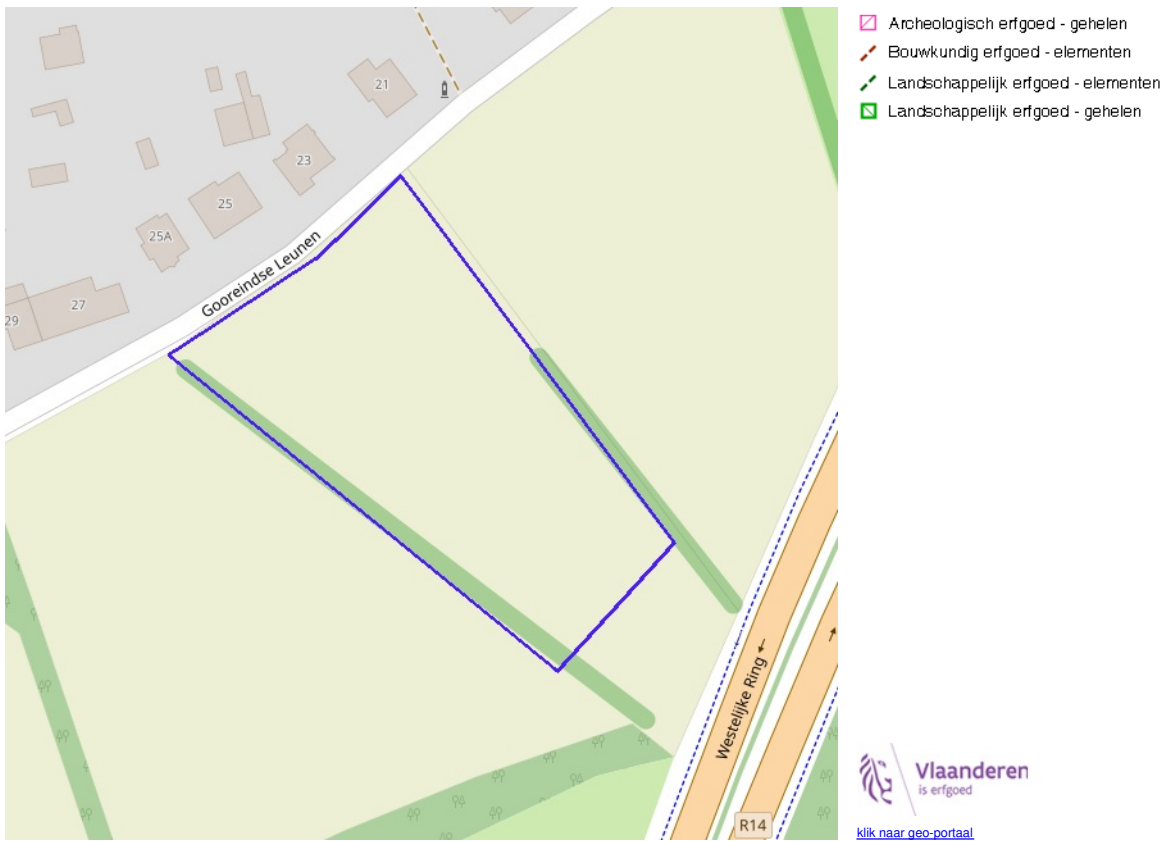 21
23
25
25A
27
29
Gooreindse Leunen
Westelijke Ring
R14
Archeologisch erfgoed - gehelen
Bouwkundig erfgoed - elementen
Landschappelijk erfgoed - elementen
Landschappelijk erfgoed - gehelen
Vlaanderen
is erfgoed
klik naar geo-portaal